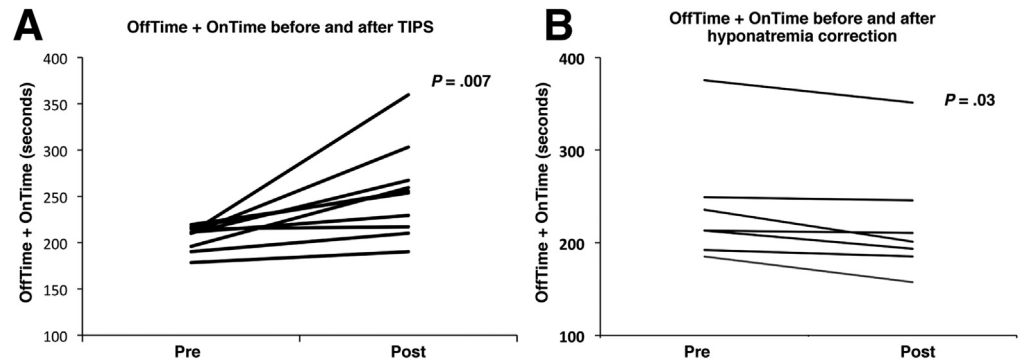 A
OffTime + OnTime before and after TIPS
400
350
300
250
200
150
100
OffTime + OnTime (seconds)
P = .007
Pre
Post
B
OffTime + OnTime before and after
hyponatremia correction
400
300
200
100
OffTime + OnTime (seconds)
P = .03
Pre
Post